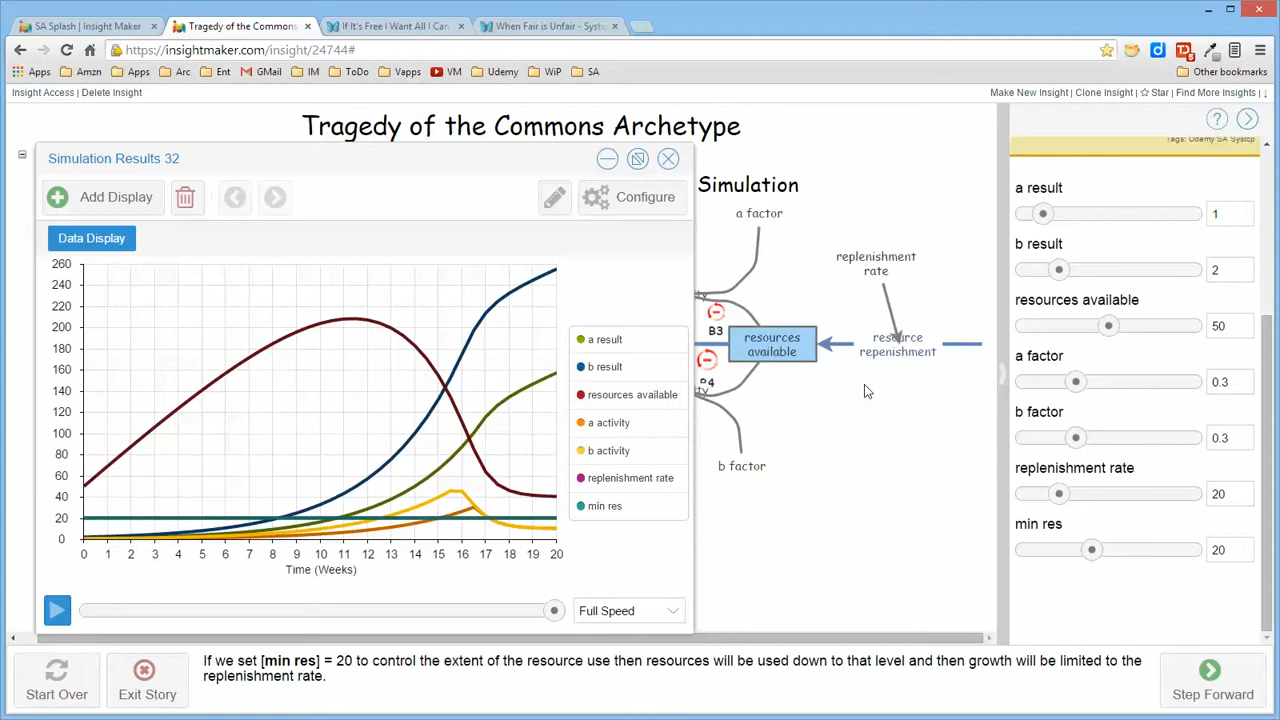 SA Splash | Insight Maker
Tragedy of the Commons
If It's Free I Want All I Can
When Fair is Unfair - Syste
https://insightmaker.com/insight/24744#
Apps Amzn Apps Arc Ent GMail IM ToDo Vapps VM Udemy WiP SA Other bookmarks
Insight Access | Delete Insight
Make New Insight | Clone Insight | Star | Find More Insights |
Tragedy of the Commons Archetype
Simulation Results 32
Add Display
Configure
Data Display
260
240
220
200
180
160
140
120
100
80
60
40
20
0
0 1 2 3 4 5 6 7 8 9 10 11 12 13 14 15 16 17 18 19 20
Time (Weeks)
a result
b result
resources available
a activity
b activity
replenishment rate
min res
Full Speed
Simulation
a factor
replenishment
rate
B3
resources
available
resource
repenishment
b factor
Tags: Udemy SA Systop
a result
1
b result
2
resources available
50
a factor
0.3
b factor
0.3
replenishment rate
20
min res
20
Start Over
Exit Story
If we set [min res] = 20 to control the extent of the resource use then resources will be used down to that level and then growth will be limited to the
replenishment rate.
Step Forward